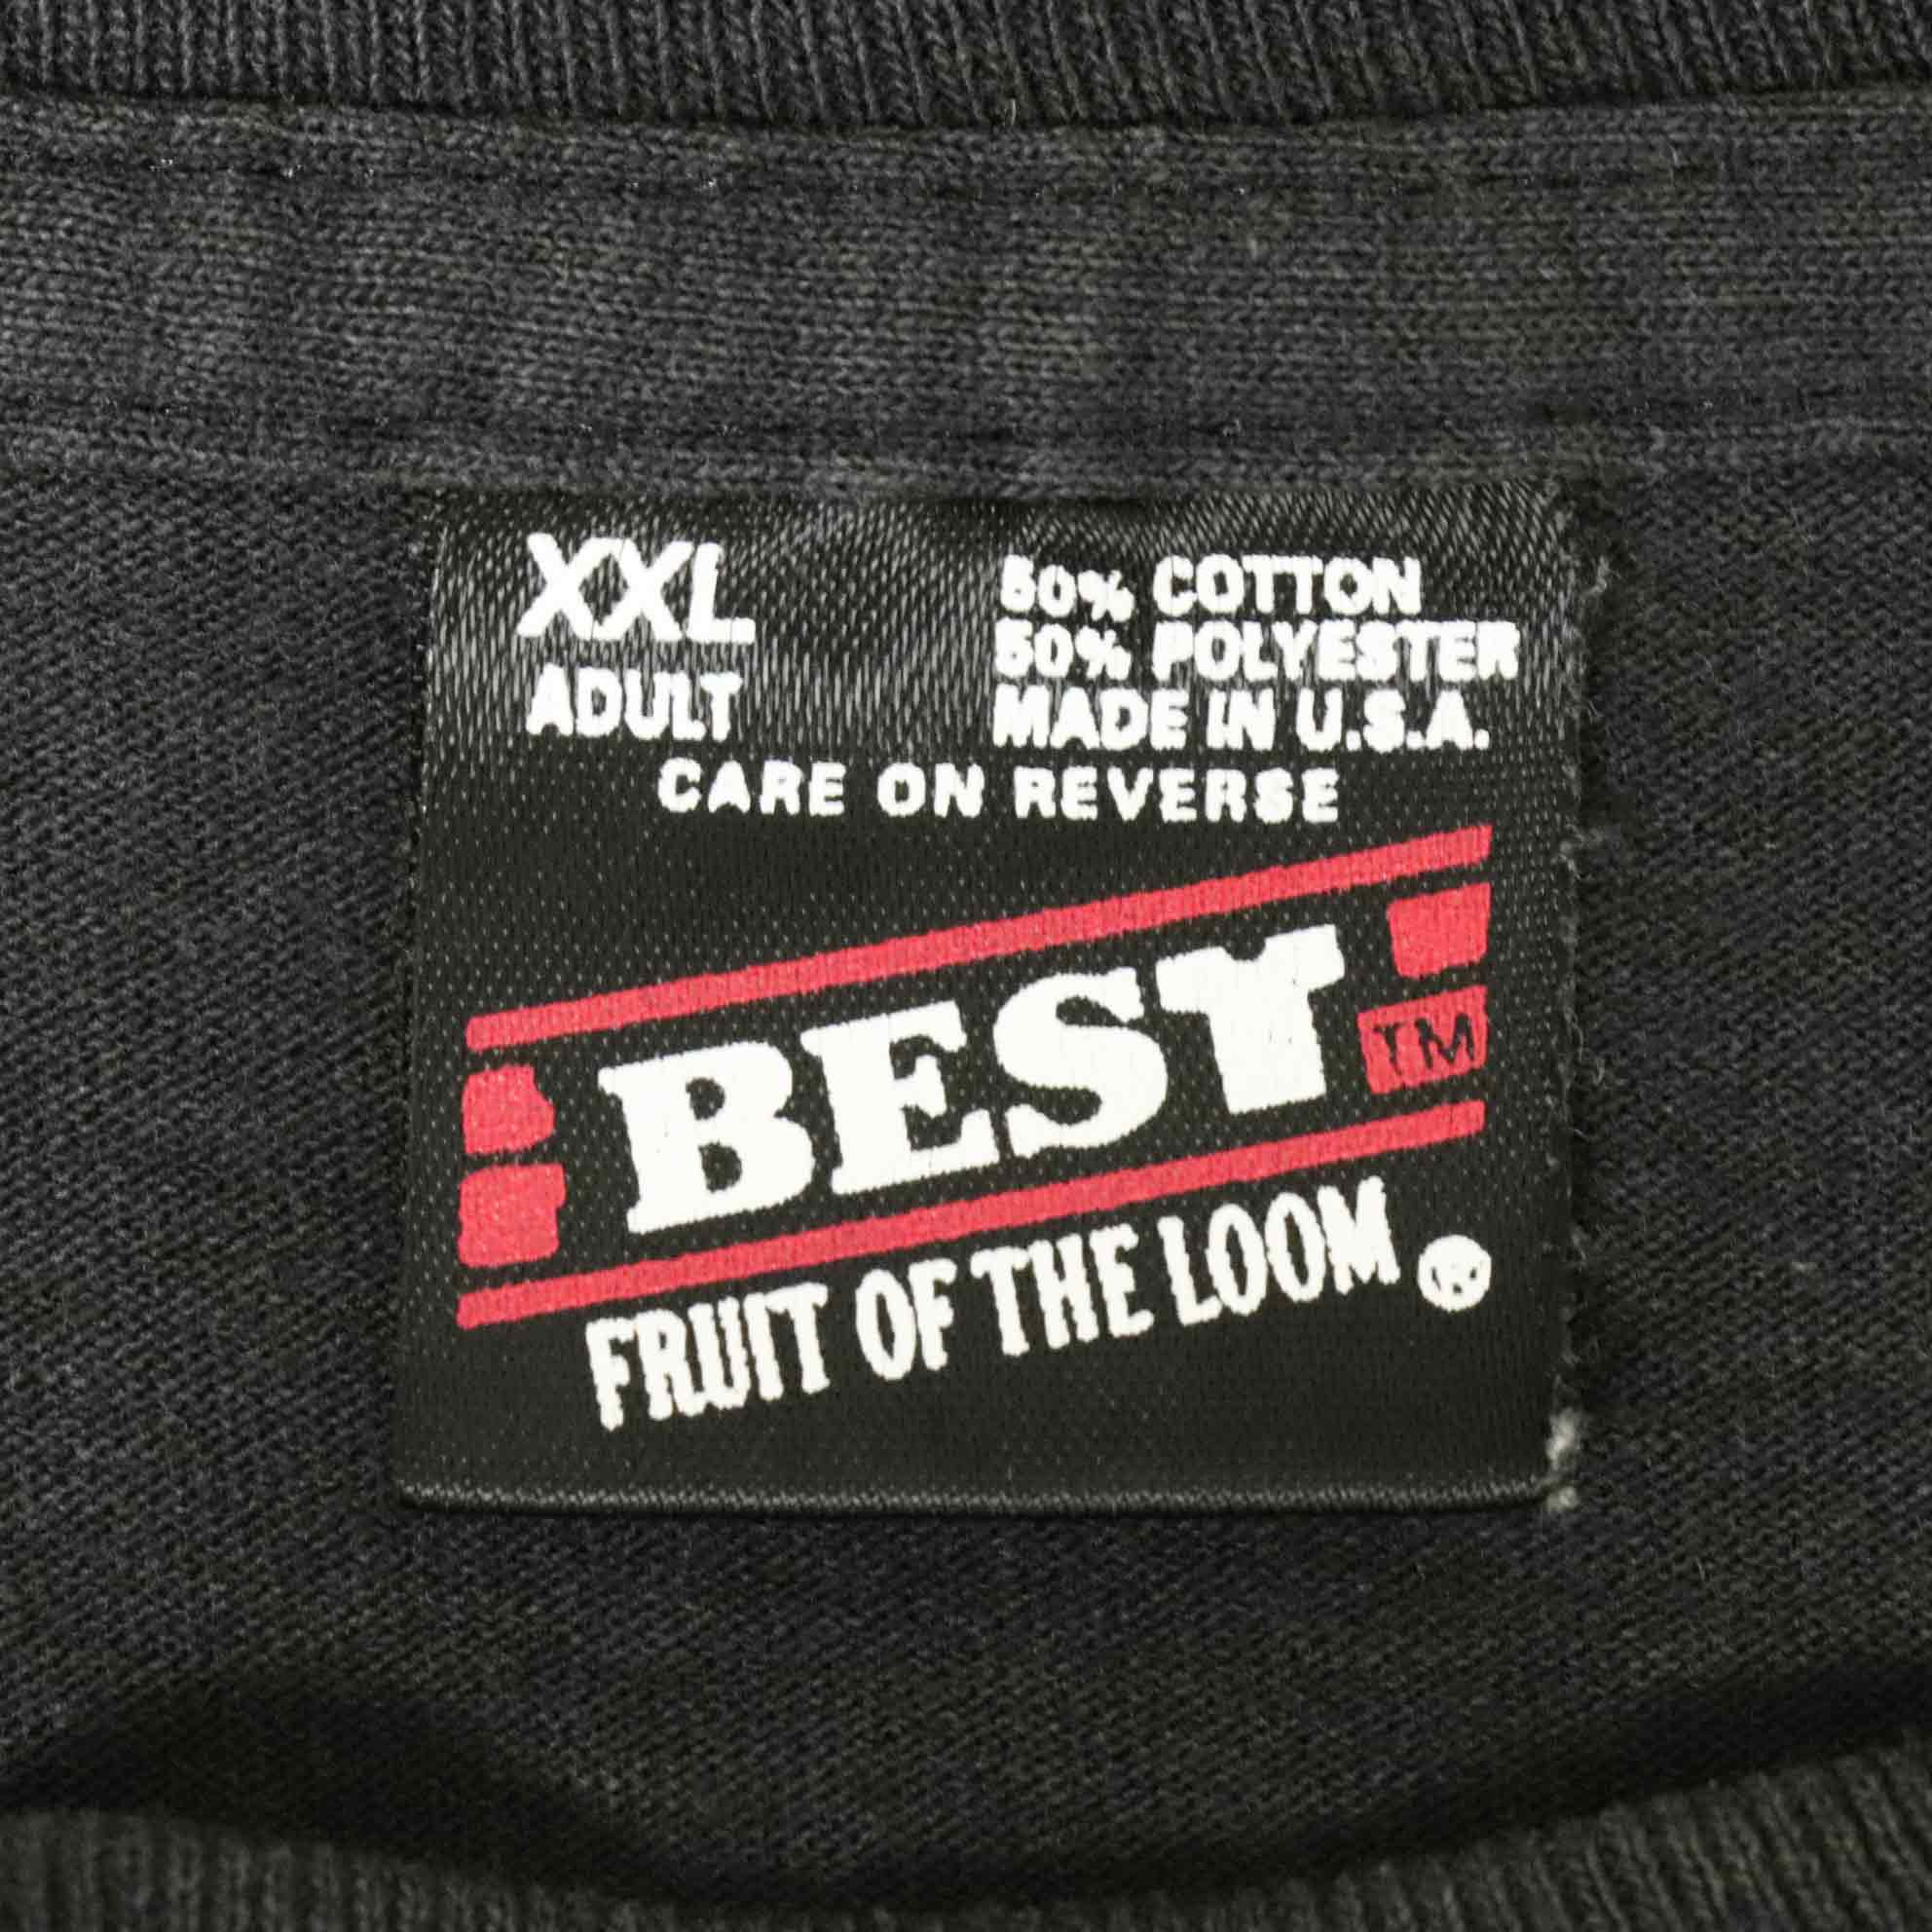 XXL
ADULT
50% COTTON
50% POLYESTER
MADE IN U.S.A.
CARE ON REVERSE
BEST
TM
FRUIT OF THE LOOM ®